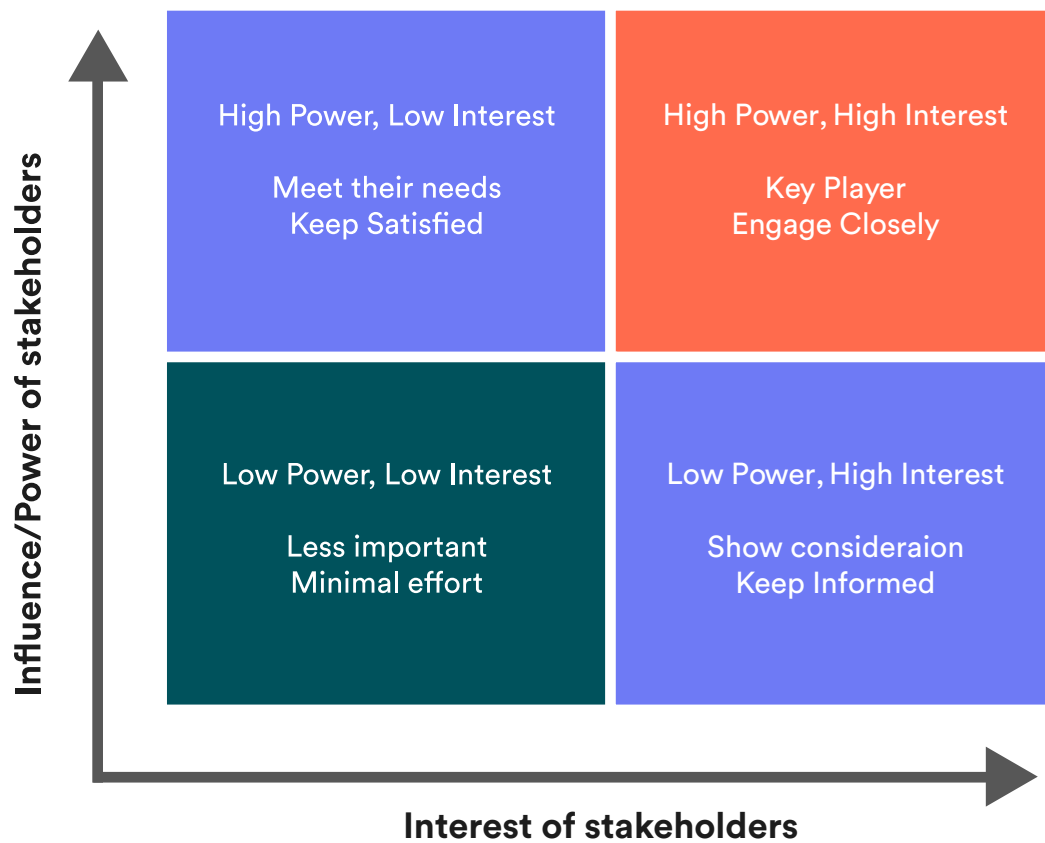 Influence/Power of stakeholders
High Power, Low Interest
Meet their needs
Keep Satisfied
High Power, High Interest
Key Player
Engage Closely
Low Power, Low Interest
Less important
Minimal effort
Low Power, High Interest
Show consideraion
Keep Informed
Interest of stakeholders